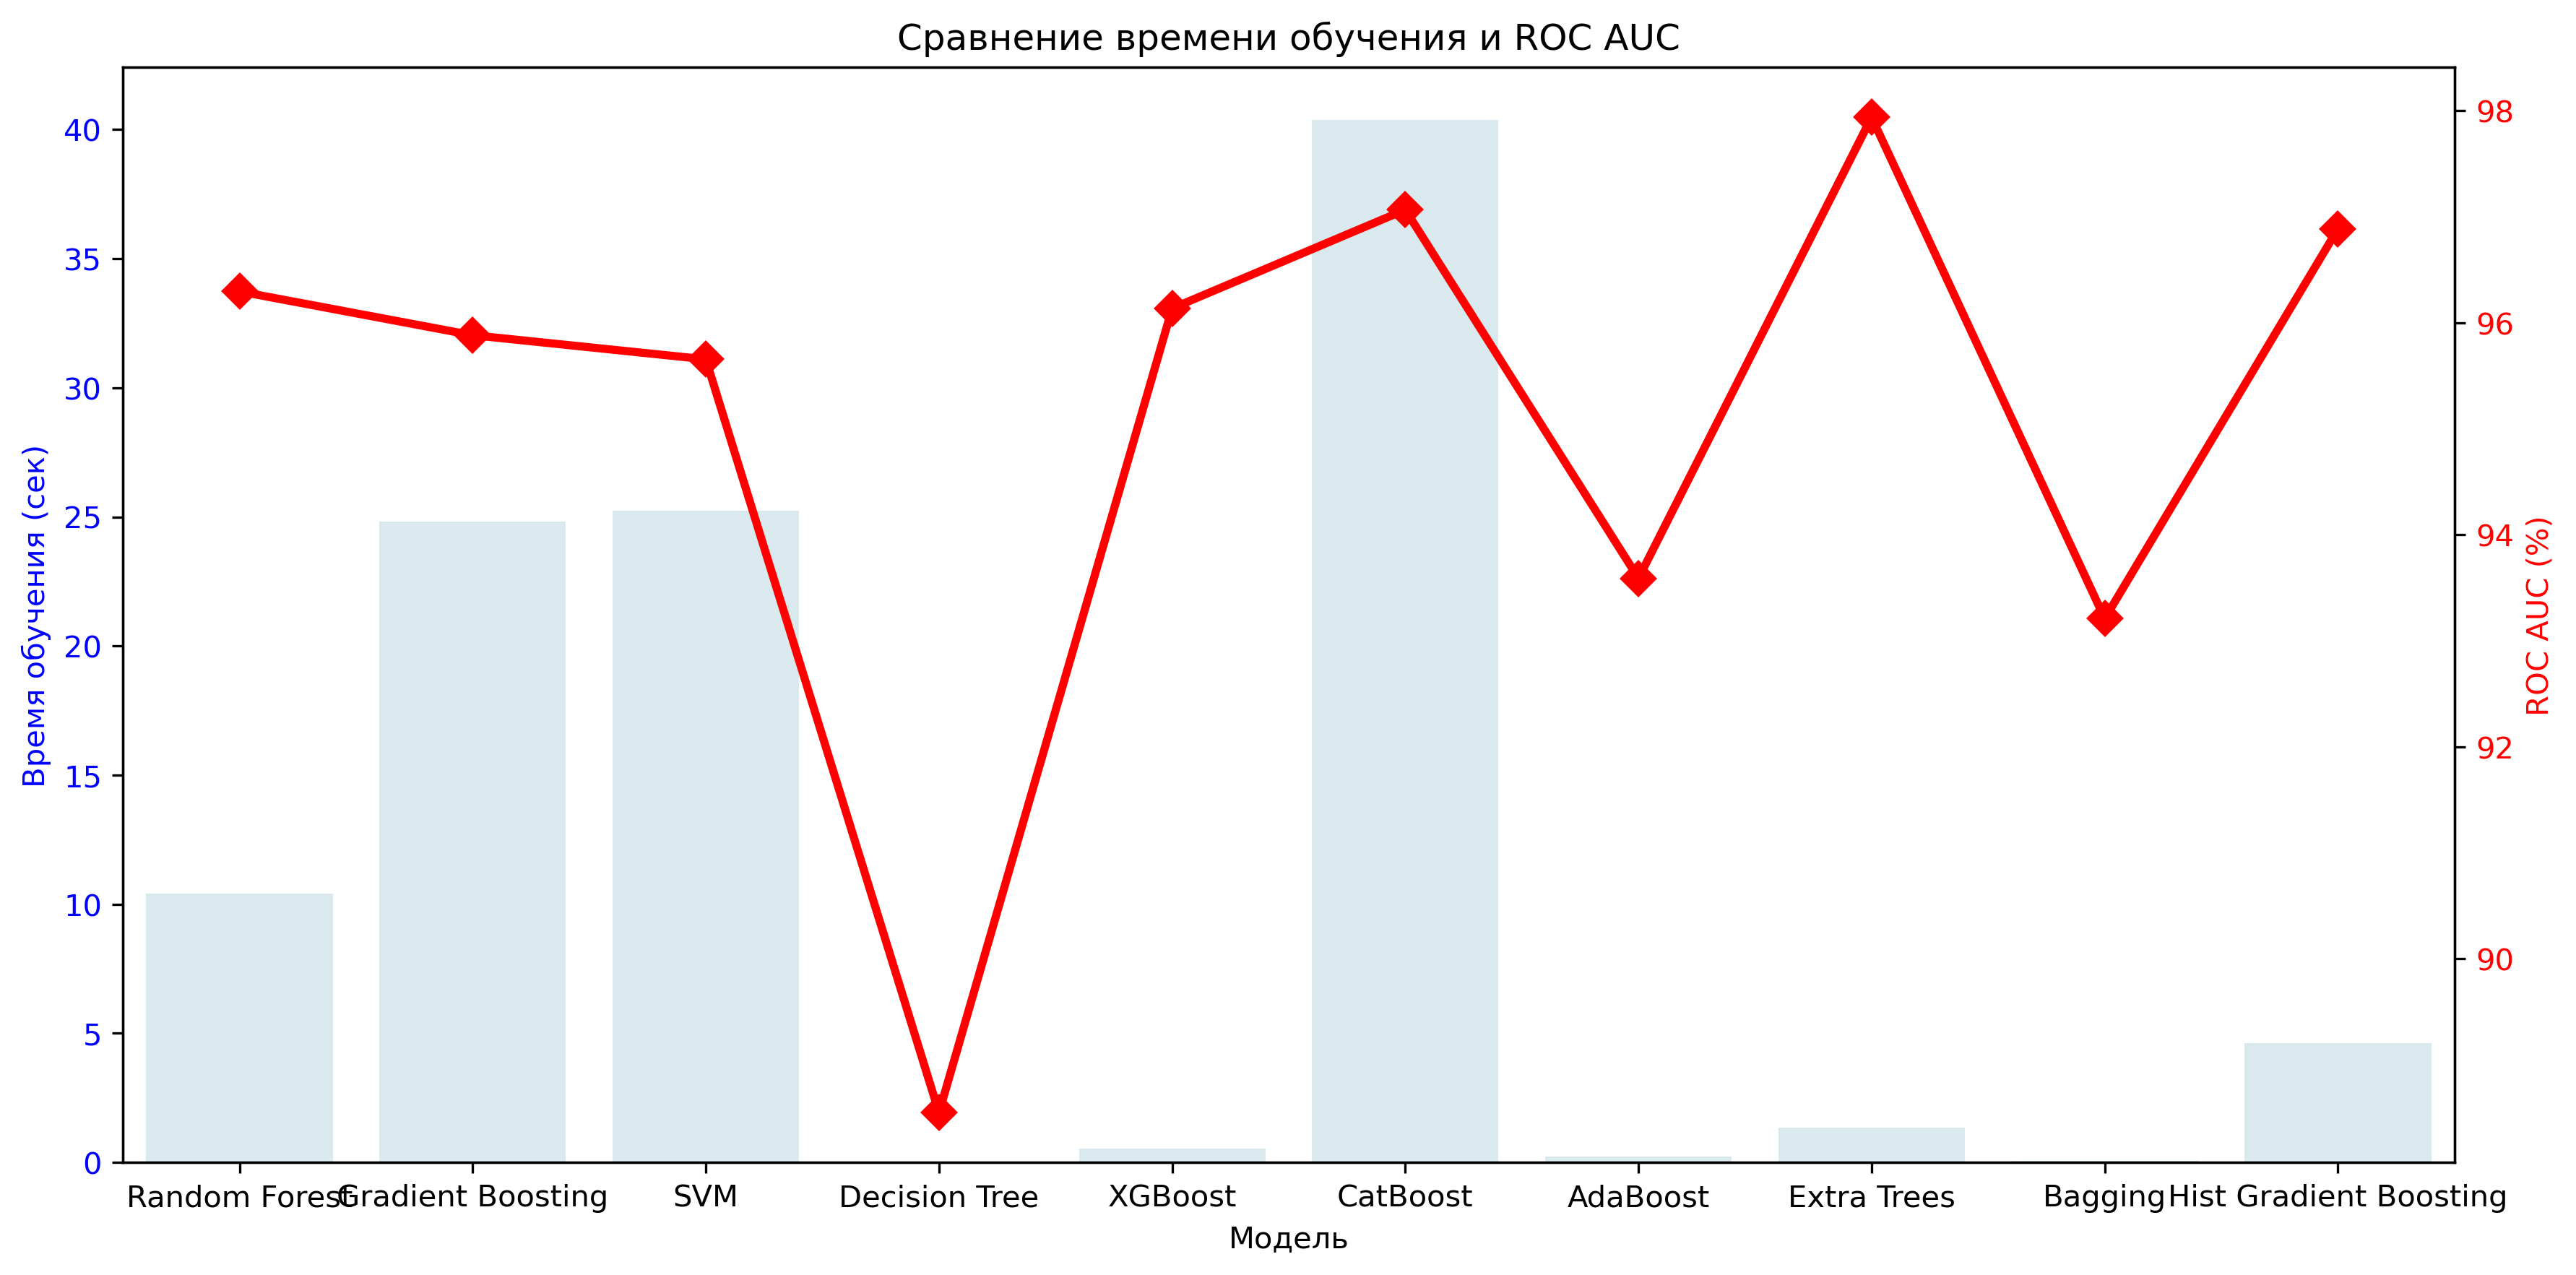 Сравнение времени обучения и ROC AUC
Время обучения (сек)
40
35
30
25
20
15
10
5
0
98
96
94
92
90
ROC AUC (%)
Random Forest Gradient Boosting SVM Decision Tree XGBoost CatBoost AdaBoost Extra Trees Bagging Hist Gradient Boosting
Модель